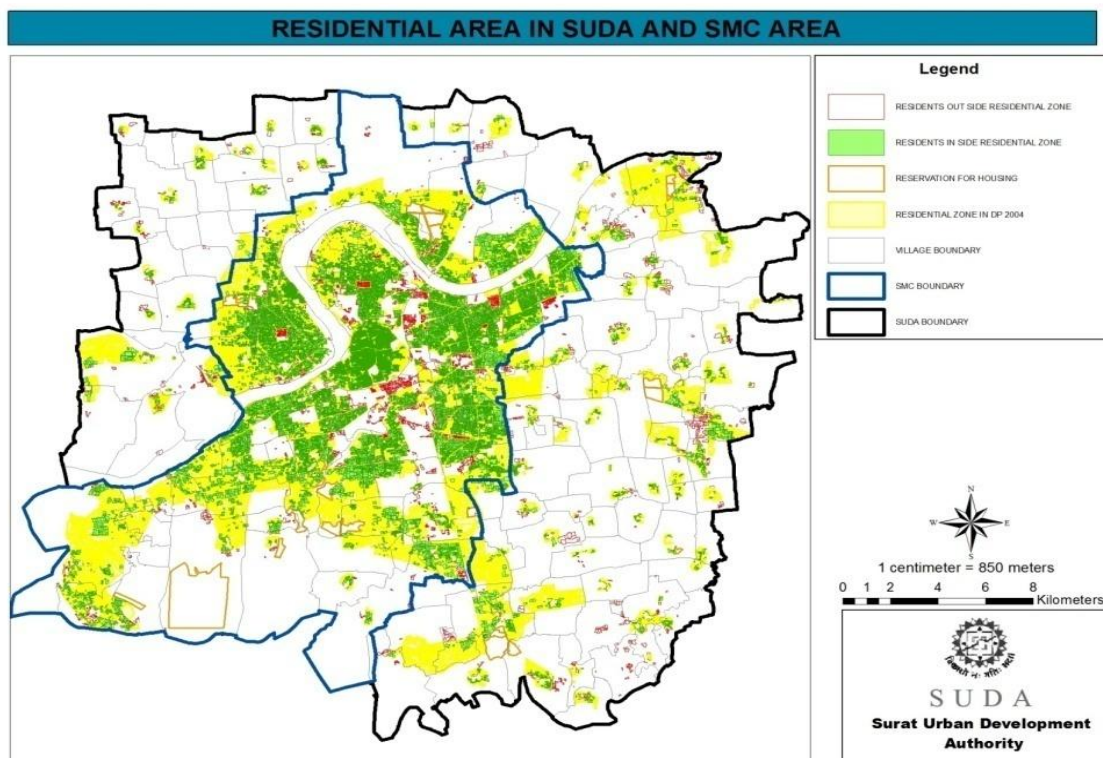 RESIDENTIAL AREA IN SUDA AND SMC AREA
Legend
RESIDENTS OUT SIDE RESIDENTIAL ZONE
RESIDENTS IN SIDE RESIDENTIAL ZONE
RESERVATION FOR HOUSING
RESIDENTIAL ZONE IN DP 2004
VILLAGE BOUNDARY
SMC BOUNDARY
SUDA BOUNDARY
N
W E
S
1 centimeter = 850 meters
0 1 2 4 6 8
Kilometers
SUDA
Surat Urban Development
Authority